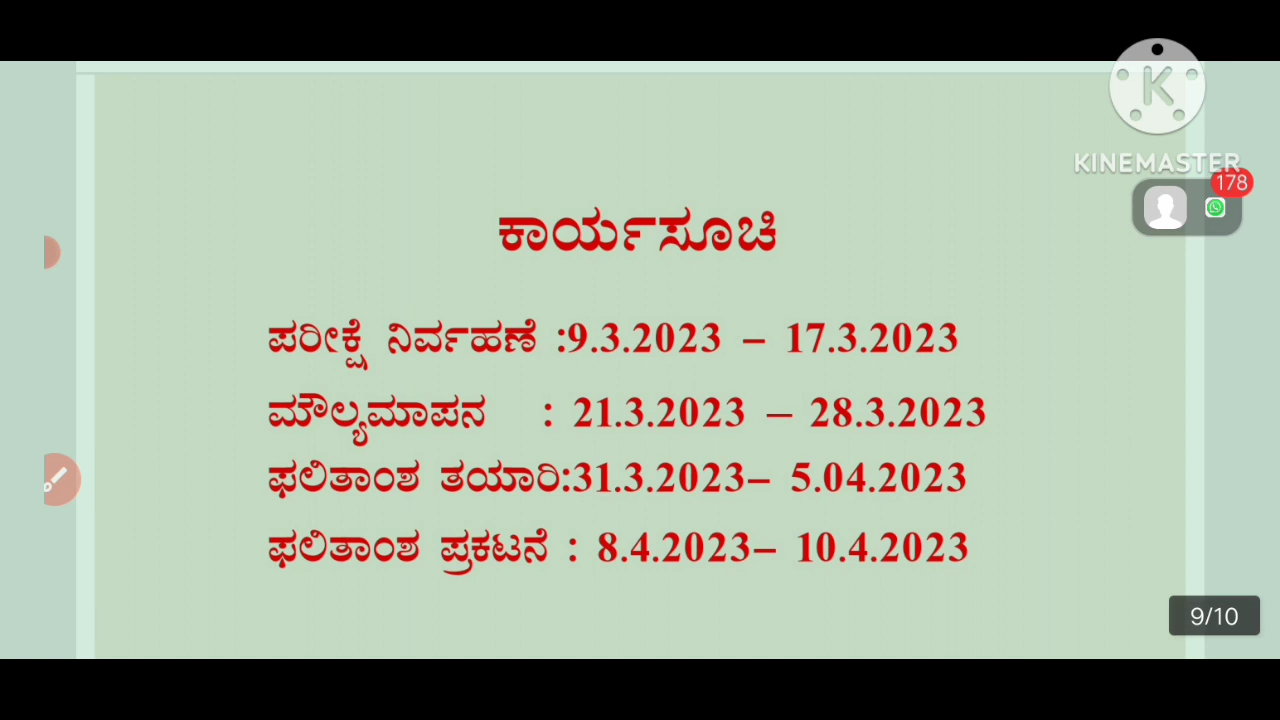 KINEMASTER
178
ಕಾರ್ಯಸೂಚಿ
ಪರೀಕ್ಷೆ ನಿರ್ವಹಣೆ :9.3.2023 – 17.3.2023
ಮೌಲ್ಯಮಾಪನ : 21.3.2023 – 28.3.2023
ಫಲಿತಾಂಶ ತಯಾರಿ:31.3.2023– 5.04.2023
ಫಲಿತಾಂಶ ಪ್ರಕಟನೆ : 8.4.2023– 10.4.2023
9/10